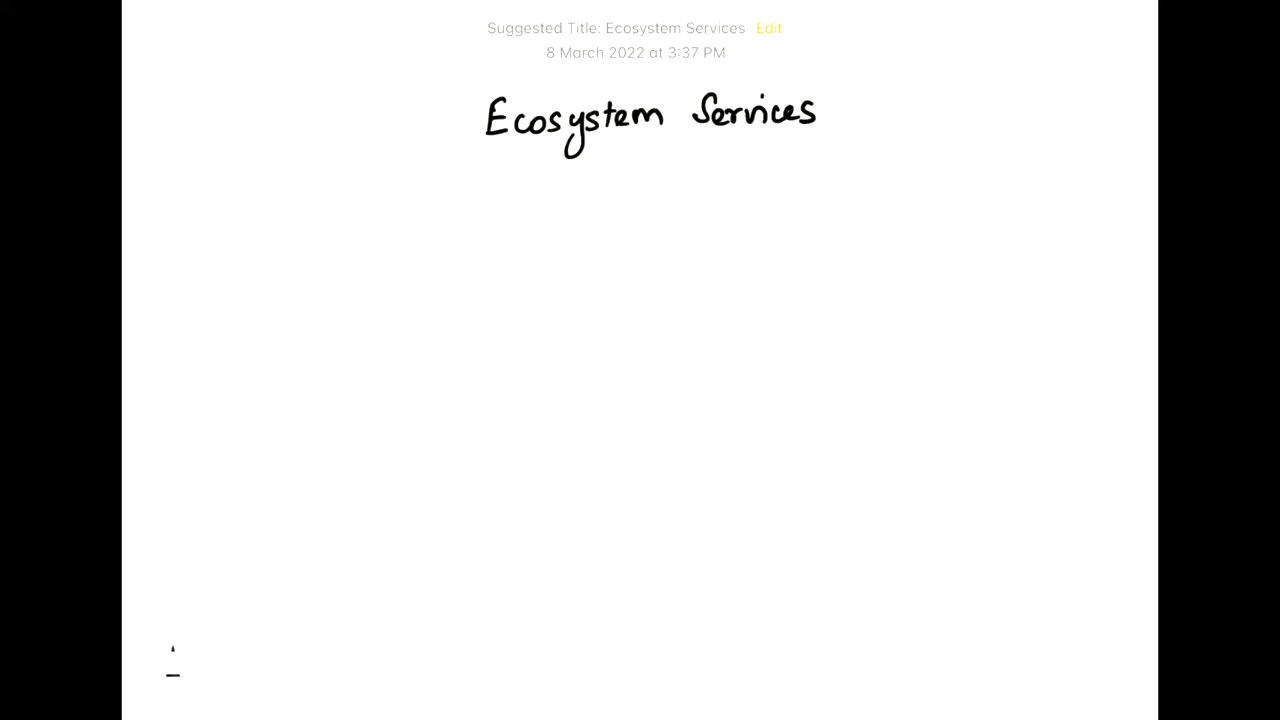 Suggested Title: Ecosystem Services Edit
8 March 2022 at 3:37 PM
Ecosystem Services